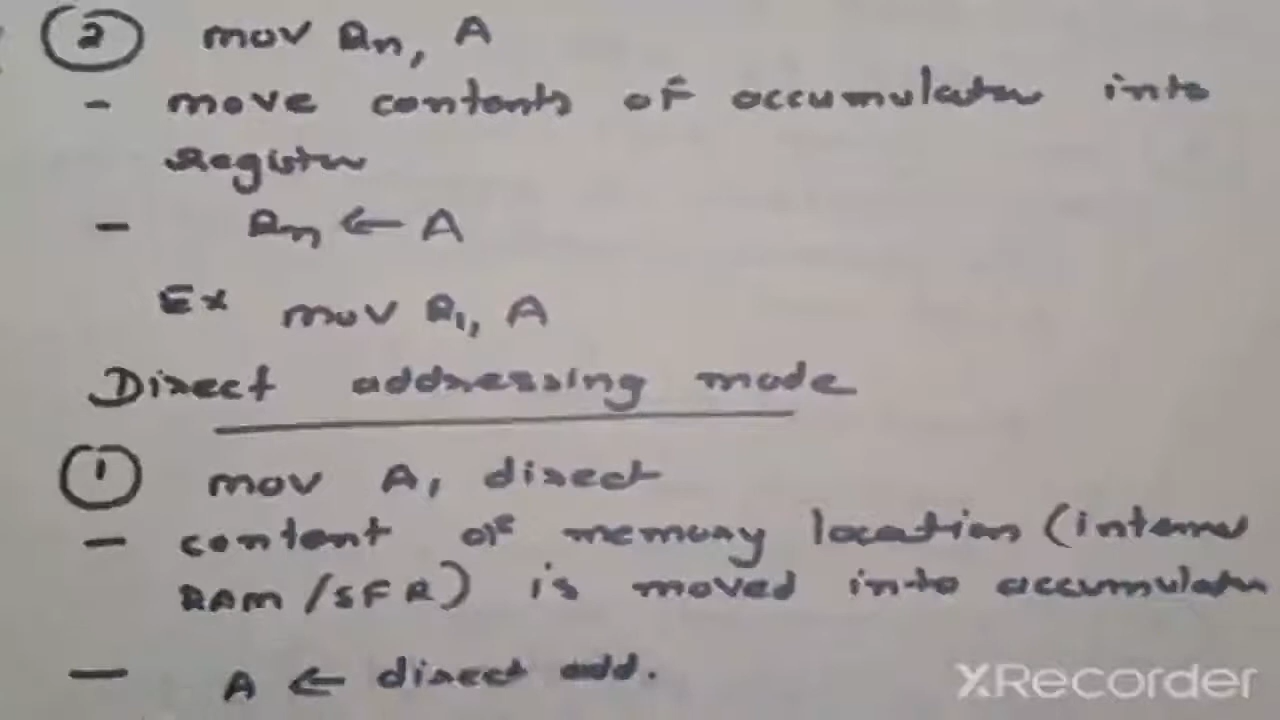 2 mov Rn, A
- move contents of accumulator into
Register
- Rn ← A
Ex mov R1, A
Direct addressing mode
1 mov A, direct
- content of memory location (internal
RAM/SFR) is moved into accumulator
- A ← direct add.
XRecorder